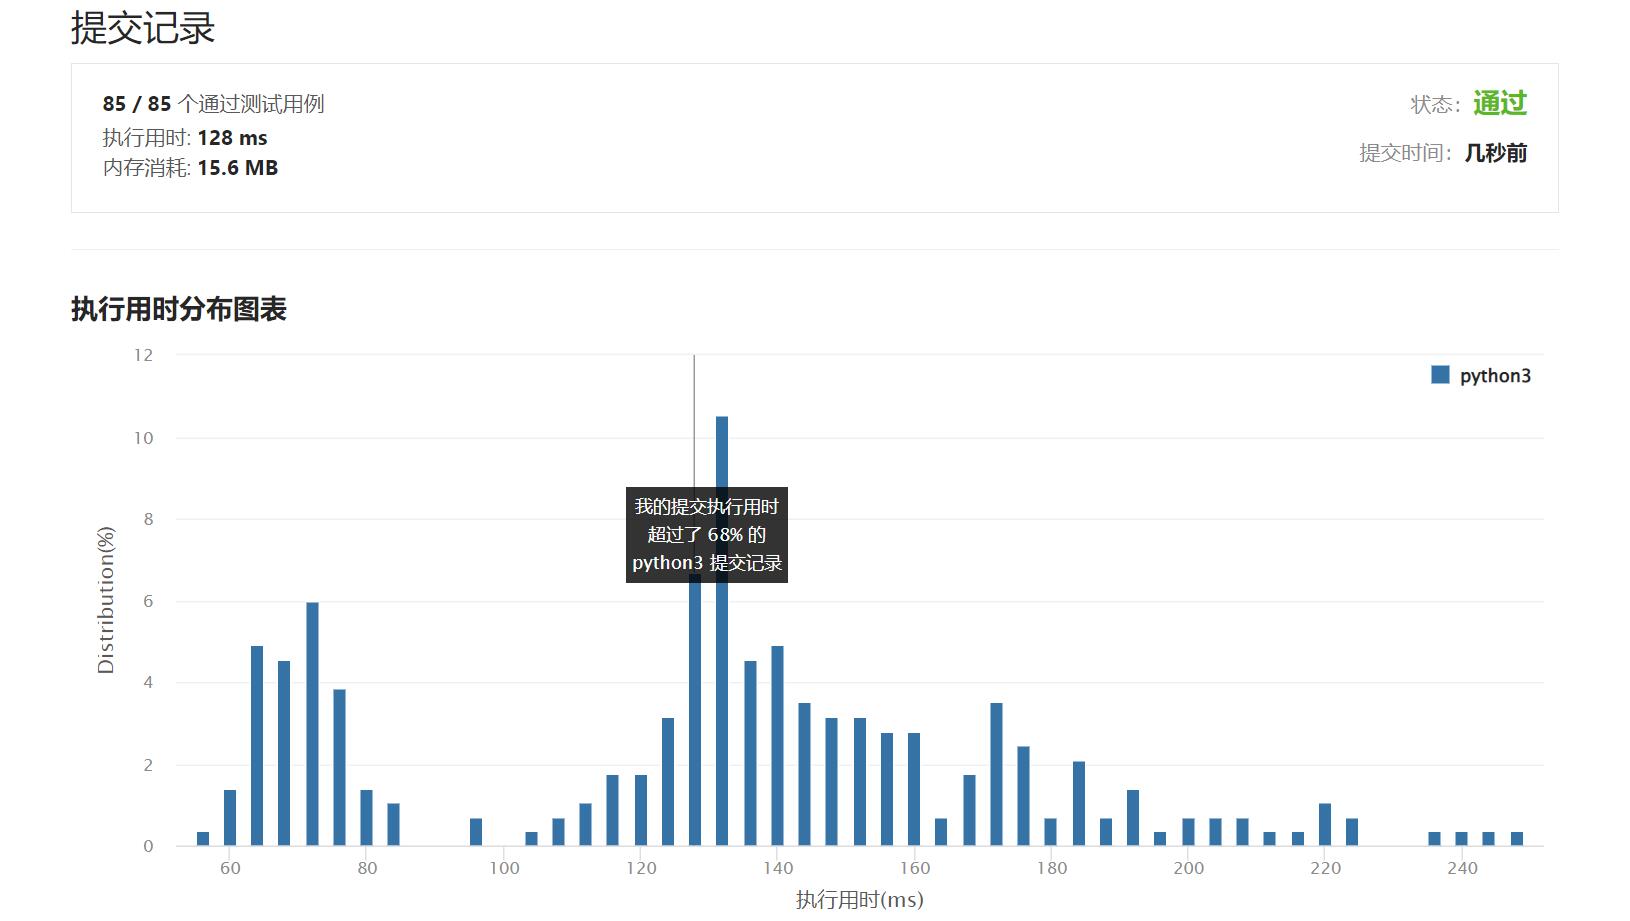 提交记录
85 / 85 个通过测试用例
状态：通过
执行用时: 128 ms
提交时间：几秒前
内存消耗: 15.6 MB
执行用时分布图表
12
python3
10
我的提交执行用时
超过了 68% 的
python3 提交记录
8
Distribution(%)
6
4
2
0
60 80 100 120 140 160 180 200 220 240
执行用时(ms)